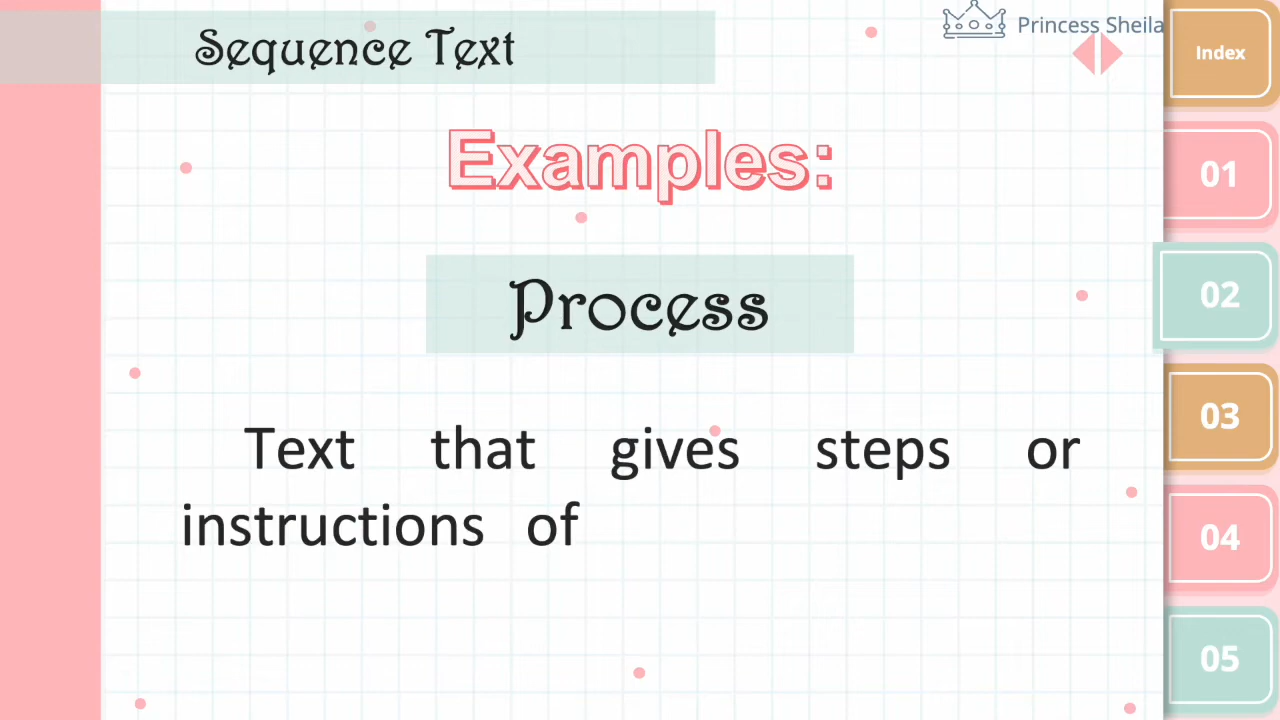 Sequence Text
Princess Sheila
Index
Examples:
01
Process
02
Text that gives steps or
instructions of
03
04
05